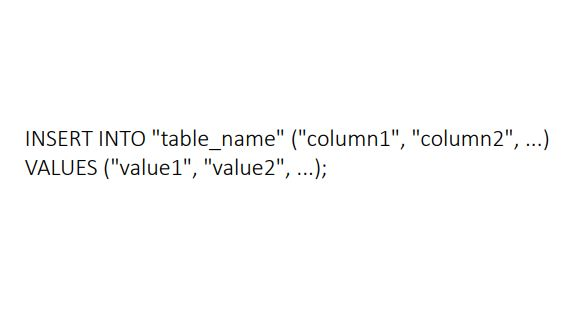 INSERT INTO "table_name" ("column1", "column2", ...)
VALUES ("value1", "value2", ...);